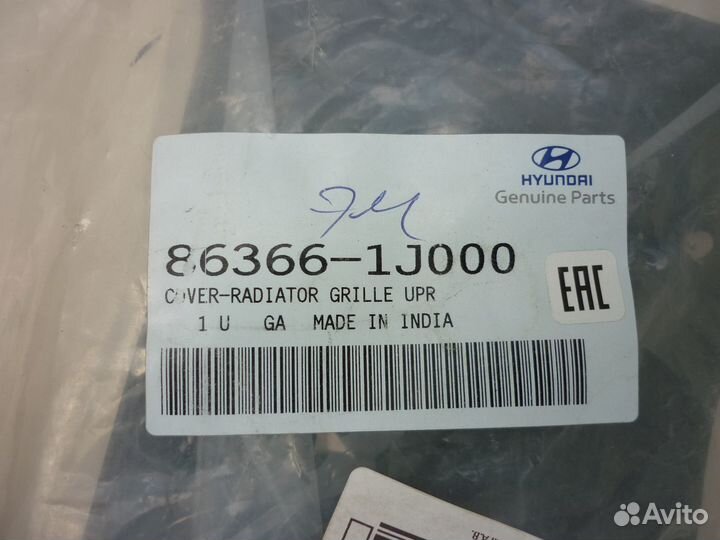 HYUNDAI
Genuine Parts
86366-1J000
COVER-RADIATOR GRILLE UPR
EAC
1 U GA MADE IN INDIA
Avito